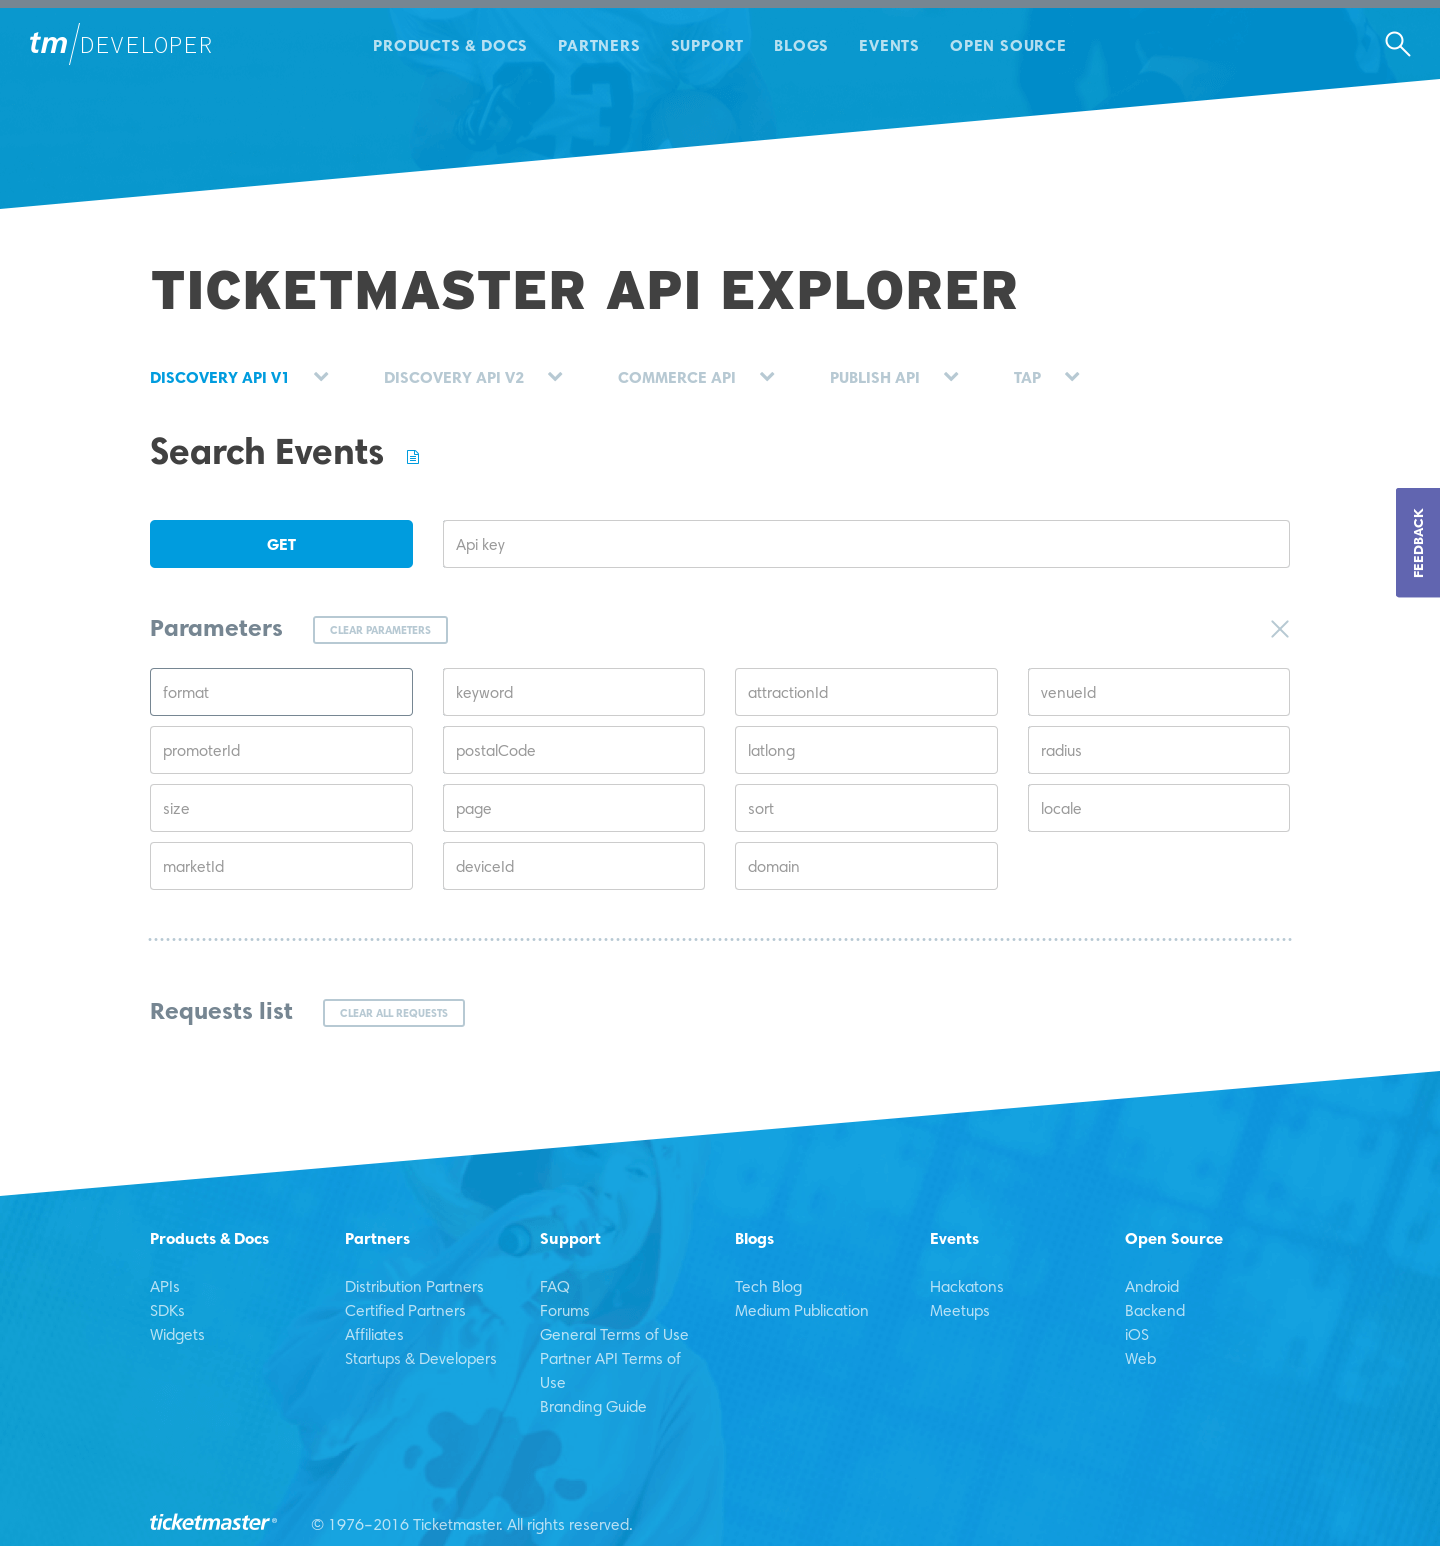 tm/DEVELOPER PRODUCTS & DOCS PARTNERS SUPPORT BLOGS EVENTS OPEN SOURCE
TICKETMASTER API EXPLORER
DISCOVERY API V1 DISCOVERY API V2 COMMERCE API PUBLISH API TAP
Search Events
GET Api key
FEEDBACK
Parameters CLEAR PARAMETERS
format keyword attractionId venueId
promoterId postalCode latlong radius
size page sort locale
marketId deviceId domain
Requests list CLEAR ALL REQUESTS
Products & Docs Partners Support Blogs Events Open Source
APIs Distribution Partners FAQ Tech Blog Hackatons Android
SDKs Certified Partners Forums Medium Publication Meetups Backend
Widgets Affiliates General Terms of Use iOS
Startups & Developers Partner API Terms of Web
Use
Branding Guide
ticketmaster® © 1976–2016 Ticketmaster. All rights reserved.